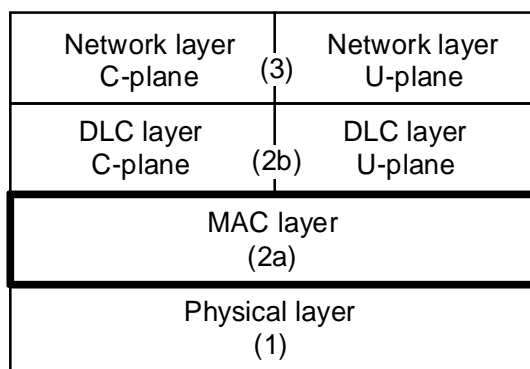 Network layer
C-plane
(3)
Network layer
U-plane
DLC layer
C-plane
(2b)
DLC layer
U-plane
MAC layer
(2a)
Physical layer
(1)